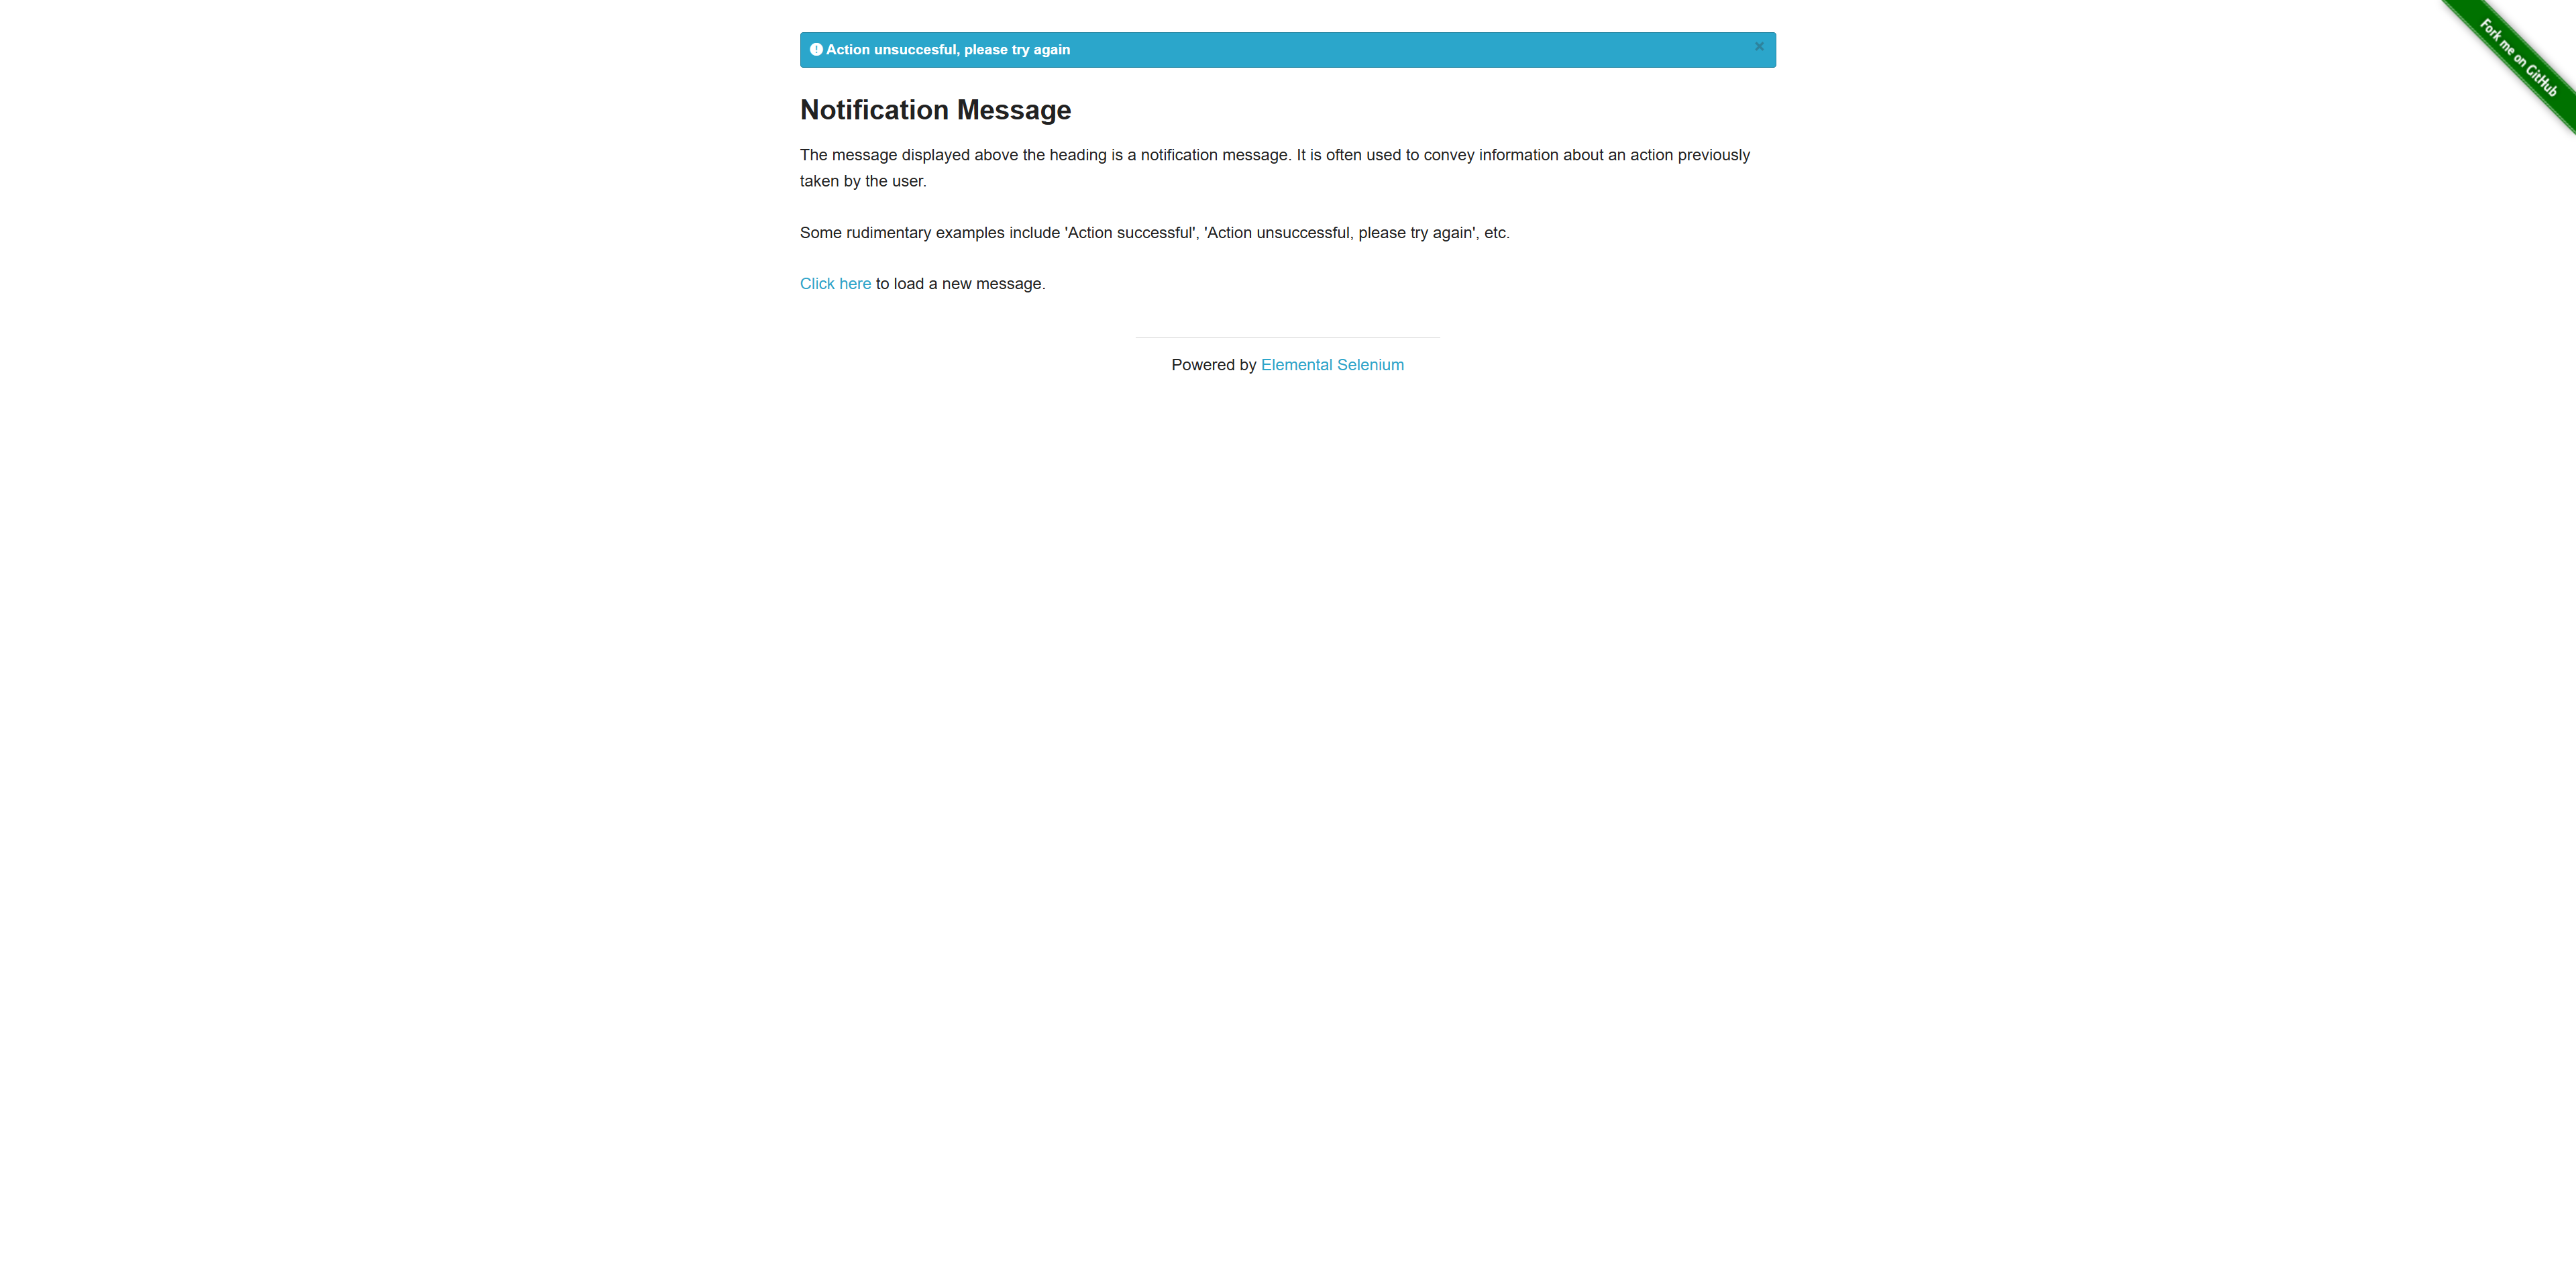 Action unsuccesful, please try again ×
Fork me on GitHub
Notification Message
The message displayed above the heading is a notification message. It is often used to convey information about an action previously
taken by the user.
Some rudimentary examples include 'Action successful', 'Action unsuccessful, please try again', etc.
Click here to load a new message.
Powered by Elemental Selenium